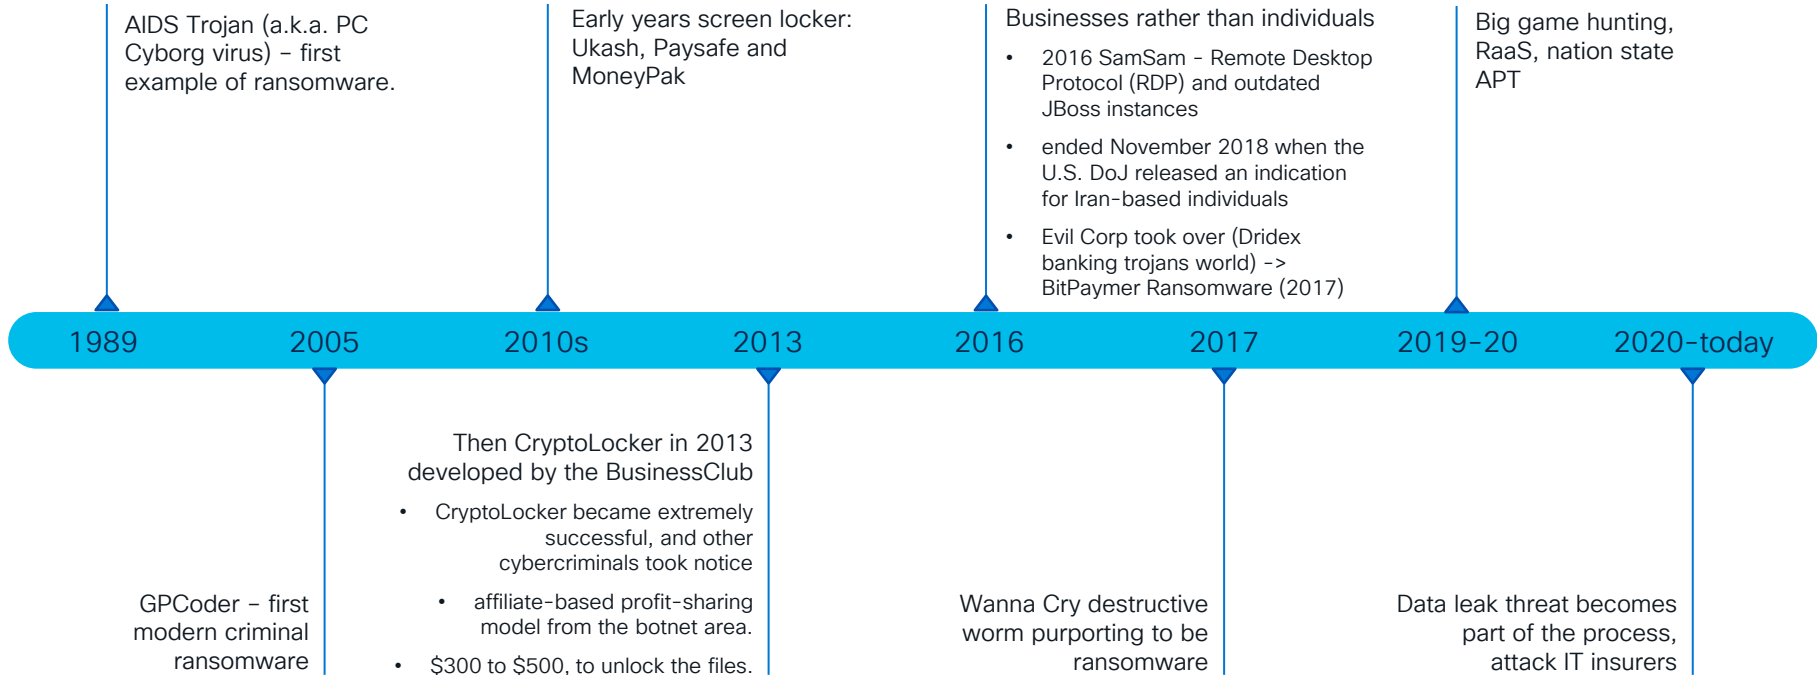 AIDS Trojan (a.k.a. PC
Cyborg virus) – first
example of ransomware.
Early years screen locker:
Ukash, Paysafe and
MoneyPak
Businesses rather than individuals
• 2016 SamSam - Remote Desktop
Protocol (RDP) and outdated
JBoss instances
• ended November 2018 when the
U.S. DoJ released an indication
for Iran-based individuals
• Evil Corp took over (Dridex
banking trojans world) ->
BitPaymer Ransomware (2017)
Big game hunting,
RaaS, nation state
APT
1989
2005
2010s
2013
2016
2017
2019-20
2020-today
GPCoder – first
modern criminal
ransomware
Then CryptoLocker in 2013
developed by the BusinessClub
• CryptoLocker became extremely
successful, and other
cybercriminals took notice
• affiliate-based profit-sharing
model from the botnet area.
• $300 to $500, to unlock the files.
Wanna Cry destructive
worm purporting to be
ransomware
Data leak threat becomes
part of the process,
attack IT insurers